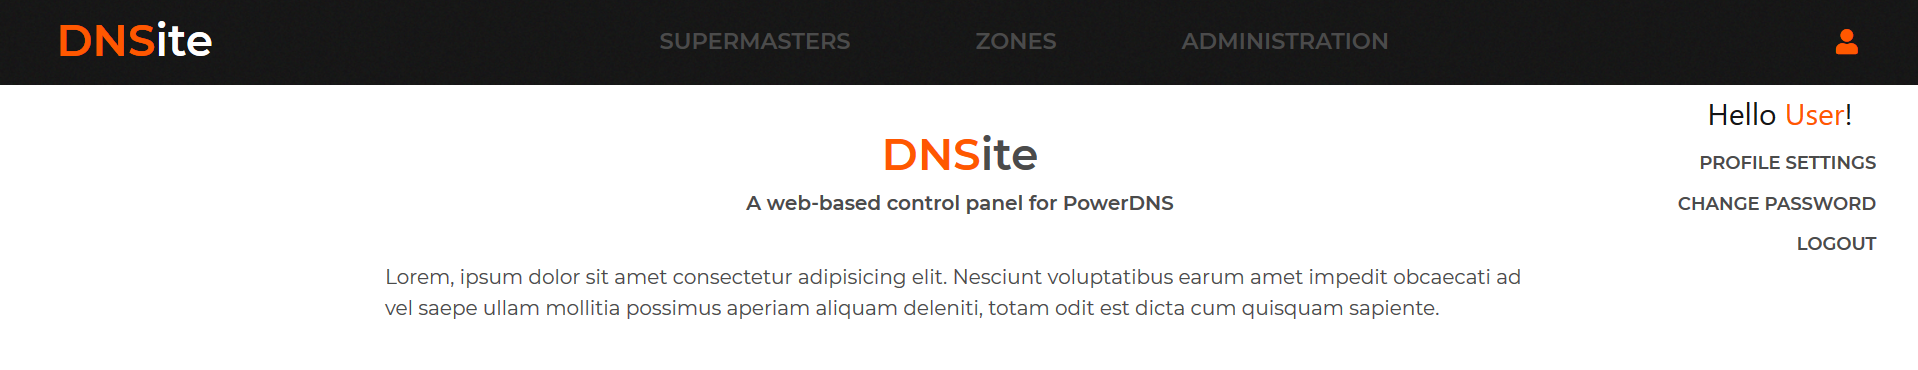 DNSite
SUPERMASTERS
ZONES
ADMINISTRATION
Hello User!
PROFILE SETTINGS
CHANGE PASSWORD
LOGOUT
DNSite
A web-based control panel for PowerDNS
Lorem, ipsum dolor sit amet consectetur adipisicing elit. Nesciunt voluptatibus earum amet impedit obcaecati ad
vel saepe ullam mollitia possimus aperiam aliquam deleniti, totam odit est dicta cum quisquam sapiente.